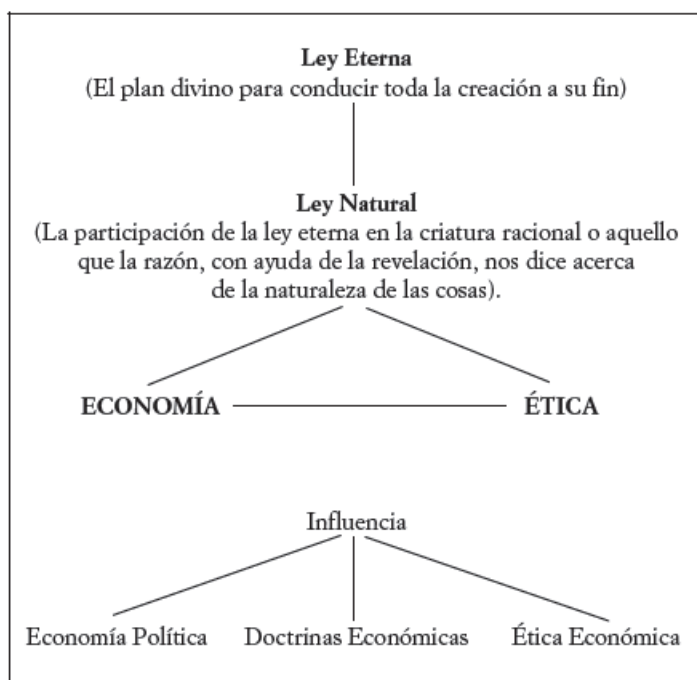 Ley Eterna
(El plan divino para conducir toda la creación a su fin)
Ley Natural
(La participación de la ley eterna en la criatura racional o aquello
que la razón, con ayuda de la revelación, nos dice acerca
de la naturaleza de las cosas).
ECONOMÍA
ÉTICA
Influencia
Economía Política
Doctrinas Económicas
Ética Económica